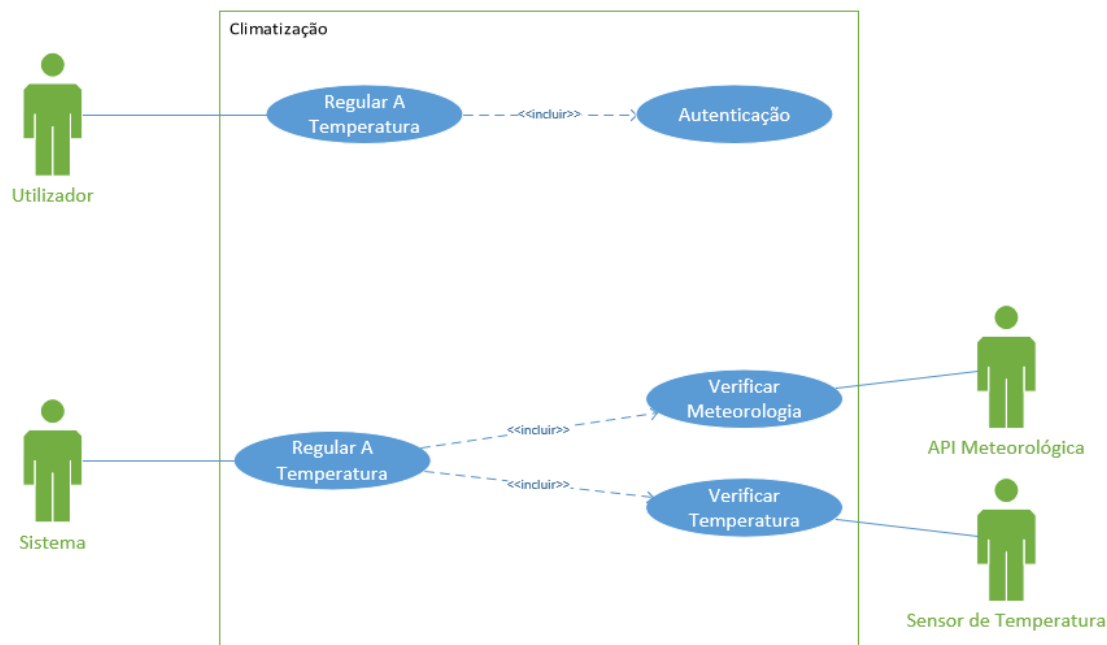 Climatização
Regular A
Temperatura
<<incluir>>
Autenticação
Utilizador
Verificar
Meteorologia
<<incluir>>
API Meteorológica
Regular A
Temperatura
<<incluir>>
Verificar
Temperatura
Sistema
Sensor de Temperatura